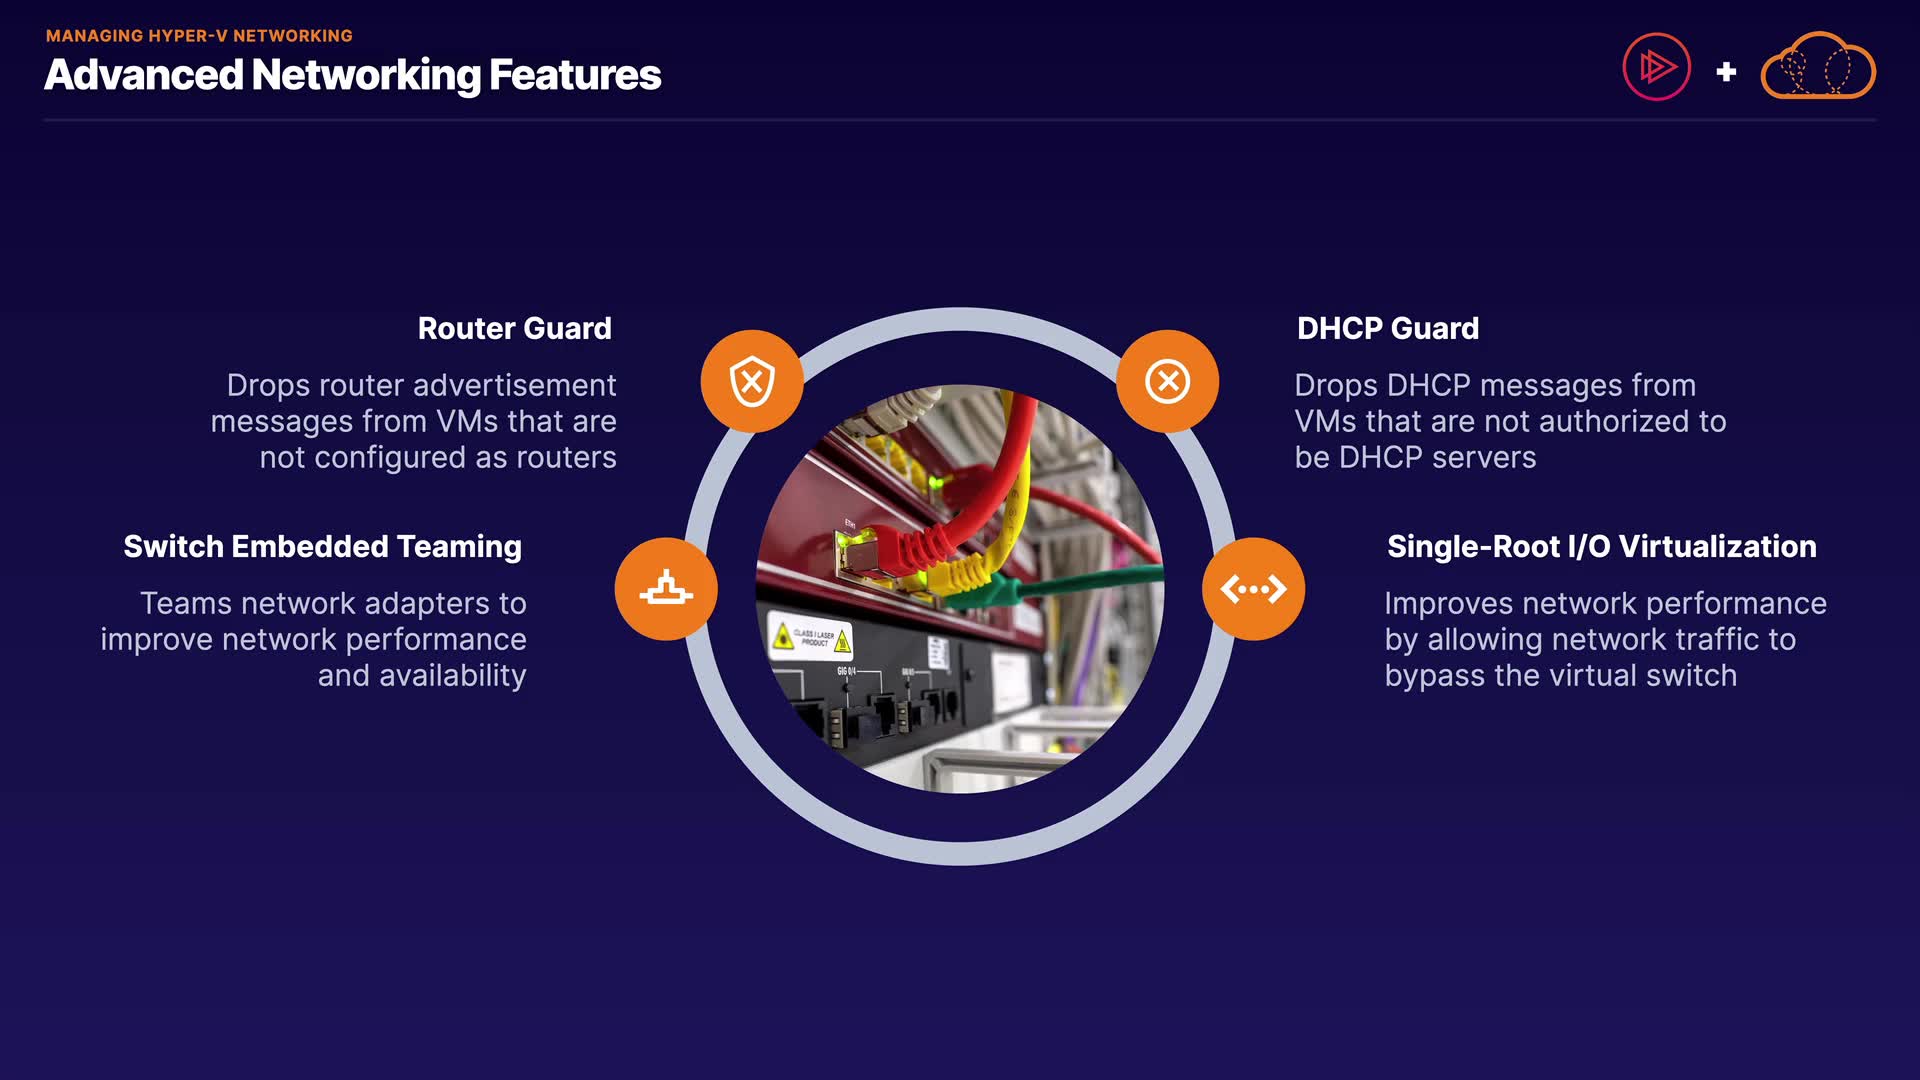 MANAGING HYPER-V NETWORKING
Advanced Networking Features
Router Guard
Drops router advertisement
messages from VMs that are
not configured as routers
DHCP Guard
Drops DHCP messages from
VMs that are not authorized to
be DHCP servers
Switch Embedded Teaming
Teams network adapters to
improve network performance
and availability
Single-Root I/O Virtualization
Improves network performance
by allowing network traffic to
bypass the virtual switch
CLASS I LASER
PRODUCT
GIG 0/4